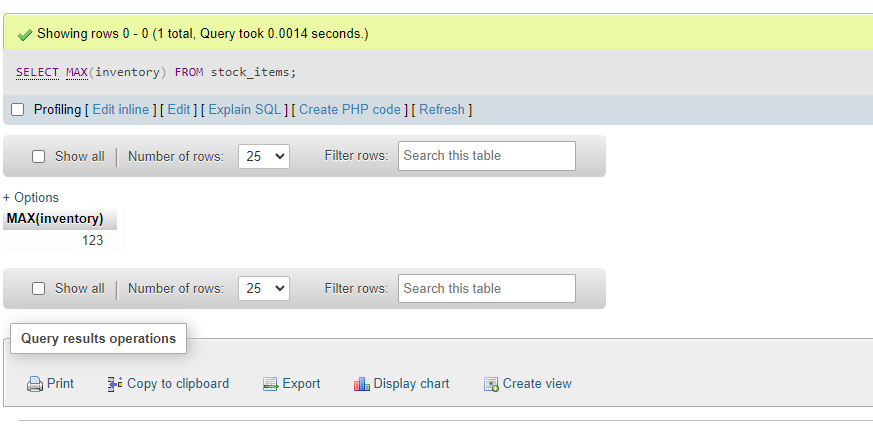 Showing rows 0 - 0 (1 total, Query took 0.0014 seconds.)
SELECT MAX(inventory) FROM stock_items;
Profiling [ Edit inline ] [ Edit ] [ Explain SQL ] [ Create PHP code ] [ Refresh ]
Show all Number of rows: 25 Filter rows: Search this table
+ Options
MAX(inventory)
123
Show all Number of rows: 25 Filter rows: Search this table
Query results operations
Print Copy to clipboard Export Display chart Create view